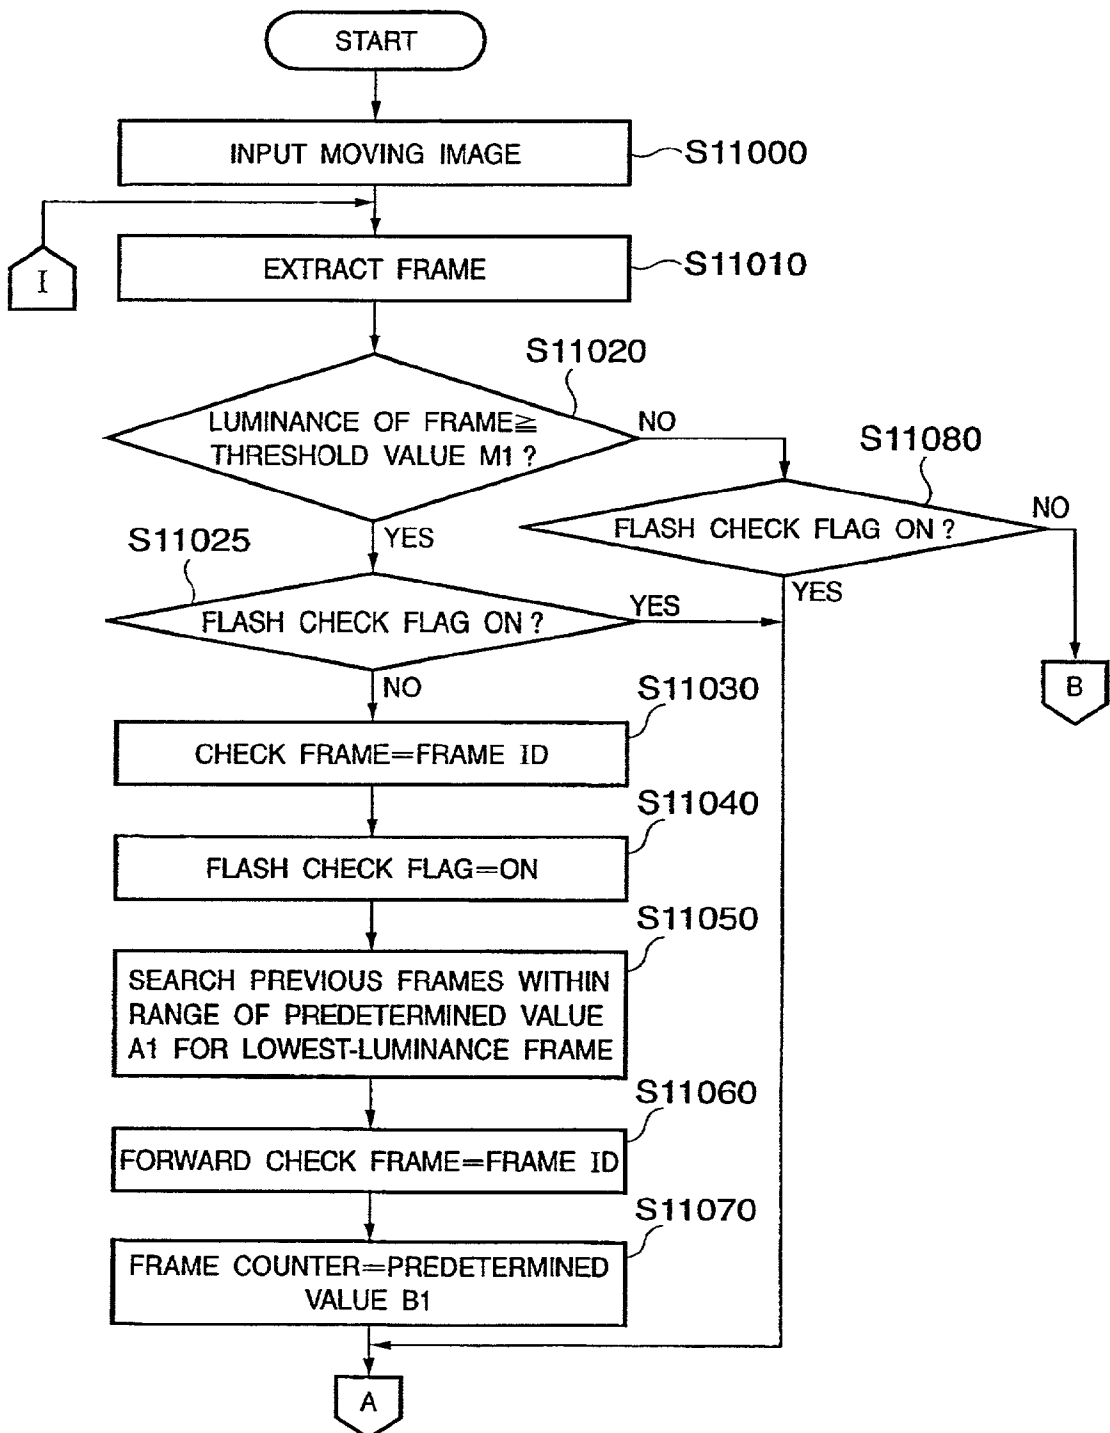 START
INPUT MOVING IMAGE
S11000
I
EXTRACT FRAME
S11010
S11020
LUMINANCE OF FRAME≧
THRESHOLD VALUE M1 ?
NO
YES
S11080
FLASH CHECK FLAG ON ?
NO
YES
B
S11025
FLASH CHECK FLAG ON ?
YES
NO
S11030
CHECK FRAME=FRAME ID
S11040
FLASH CHECK FLAG=ON
S11050
SEARCH PREVIOUS FRAMES WITHIN
RANGE OF PREDETERMINED VALUE
A1 FOR LOWEST-LUMINANCE FRAME
S11060
FORWARD CHECK FRAME=FRAME ID
S11070
FRAME COUNTER=PREDETERMINED
VALUE B1
A